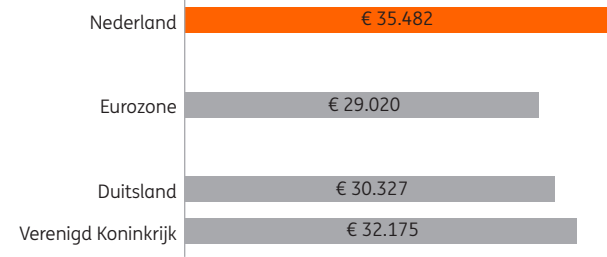 Nederland € 35.482
Eurozone € 29.020
Duitsland € 30.327
Verenigd Koninkrijk € 32.175